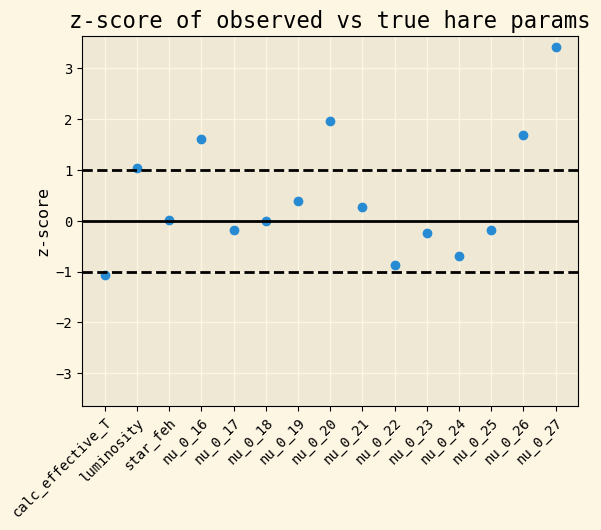 z-score of observed vs true hare params
z-score
3
2
1
0
−1
−2
−3
calc_effective_T
luminosity
star_feh
nu_0_16
nu_0_17
nu_0_18
nu_0_19
nu_0_20
nu_0_21
nu_0_22
nu_0_23
nu_0_24
nu_0_25
nu_0_26
nu_0_27